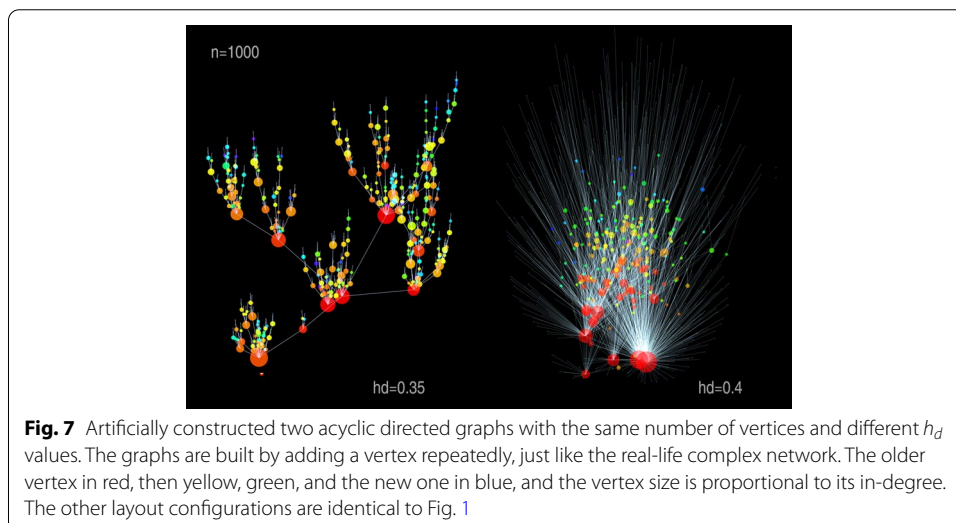 n=1000
hd=0.35
hd=0.4
Fig. 7 Artificially constructed two acyclic directed graphs with the same number of vertices and different hd
values. The graphs are built by adding a vertex repeatedly, just like the real-life complex network. The older
vertex in red, then yellow, green, and the new one in blue, and the vertex size is proportional to its in-degree.
The other layout configurations are identical to Fig. 1